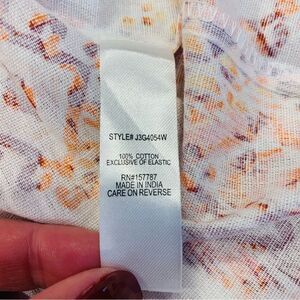 STYLE# J3G4054W
100% COTTON
EXCLUSIVE OF ELASTIC
RN#157787
MADE IN INDIA
CARE ON REVERSE